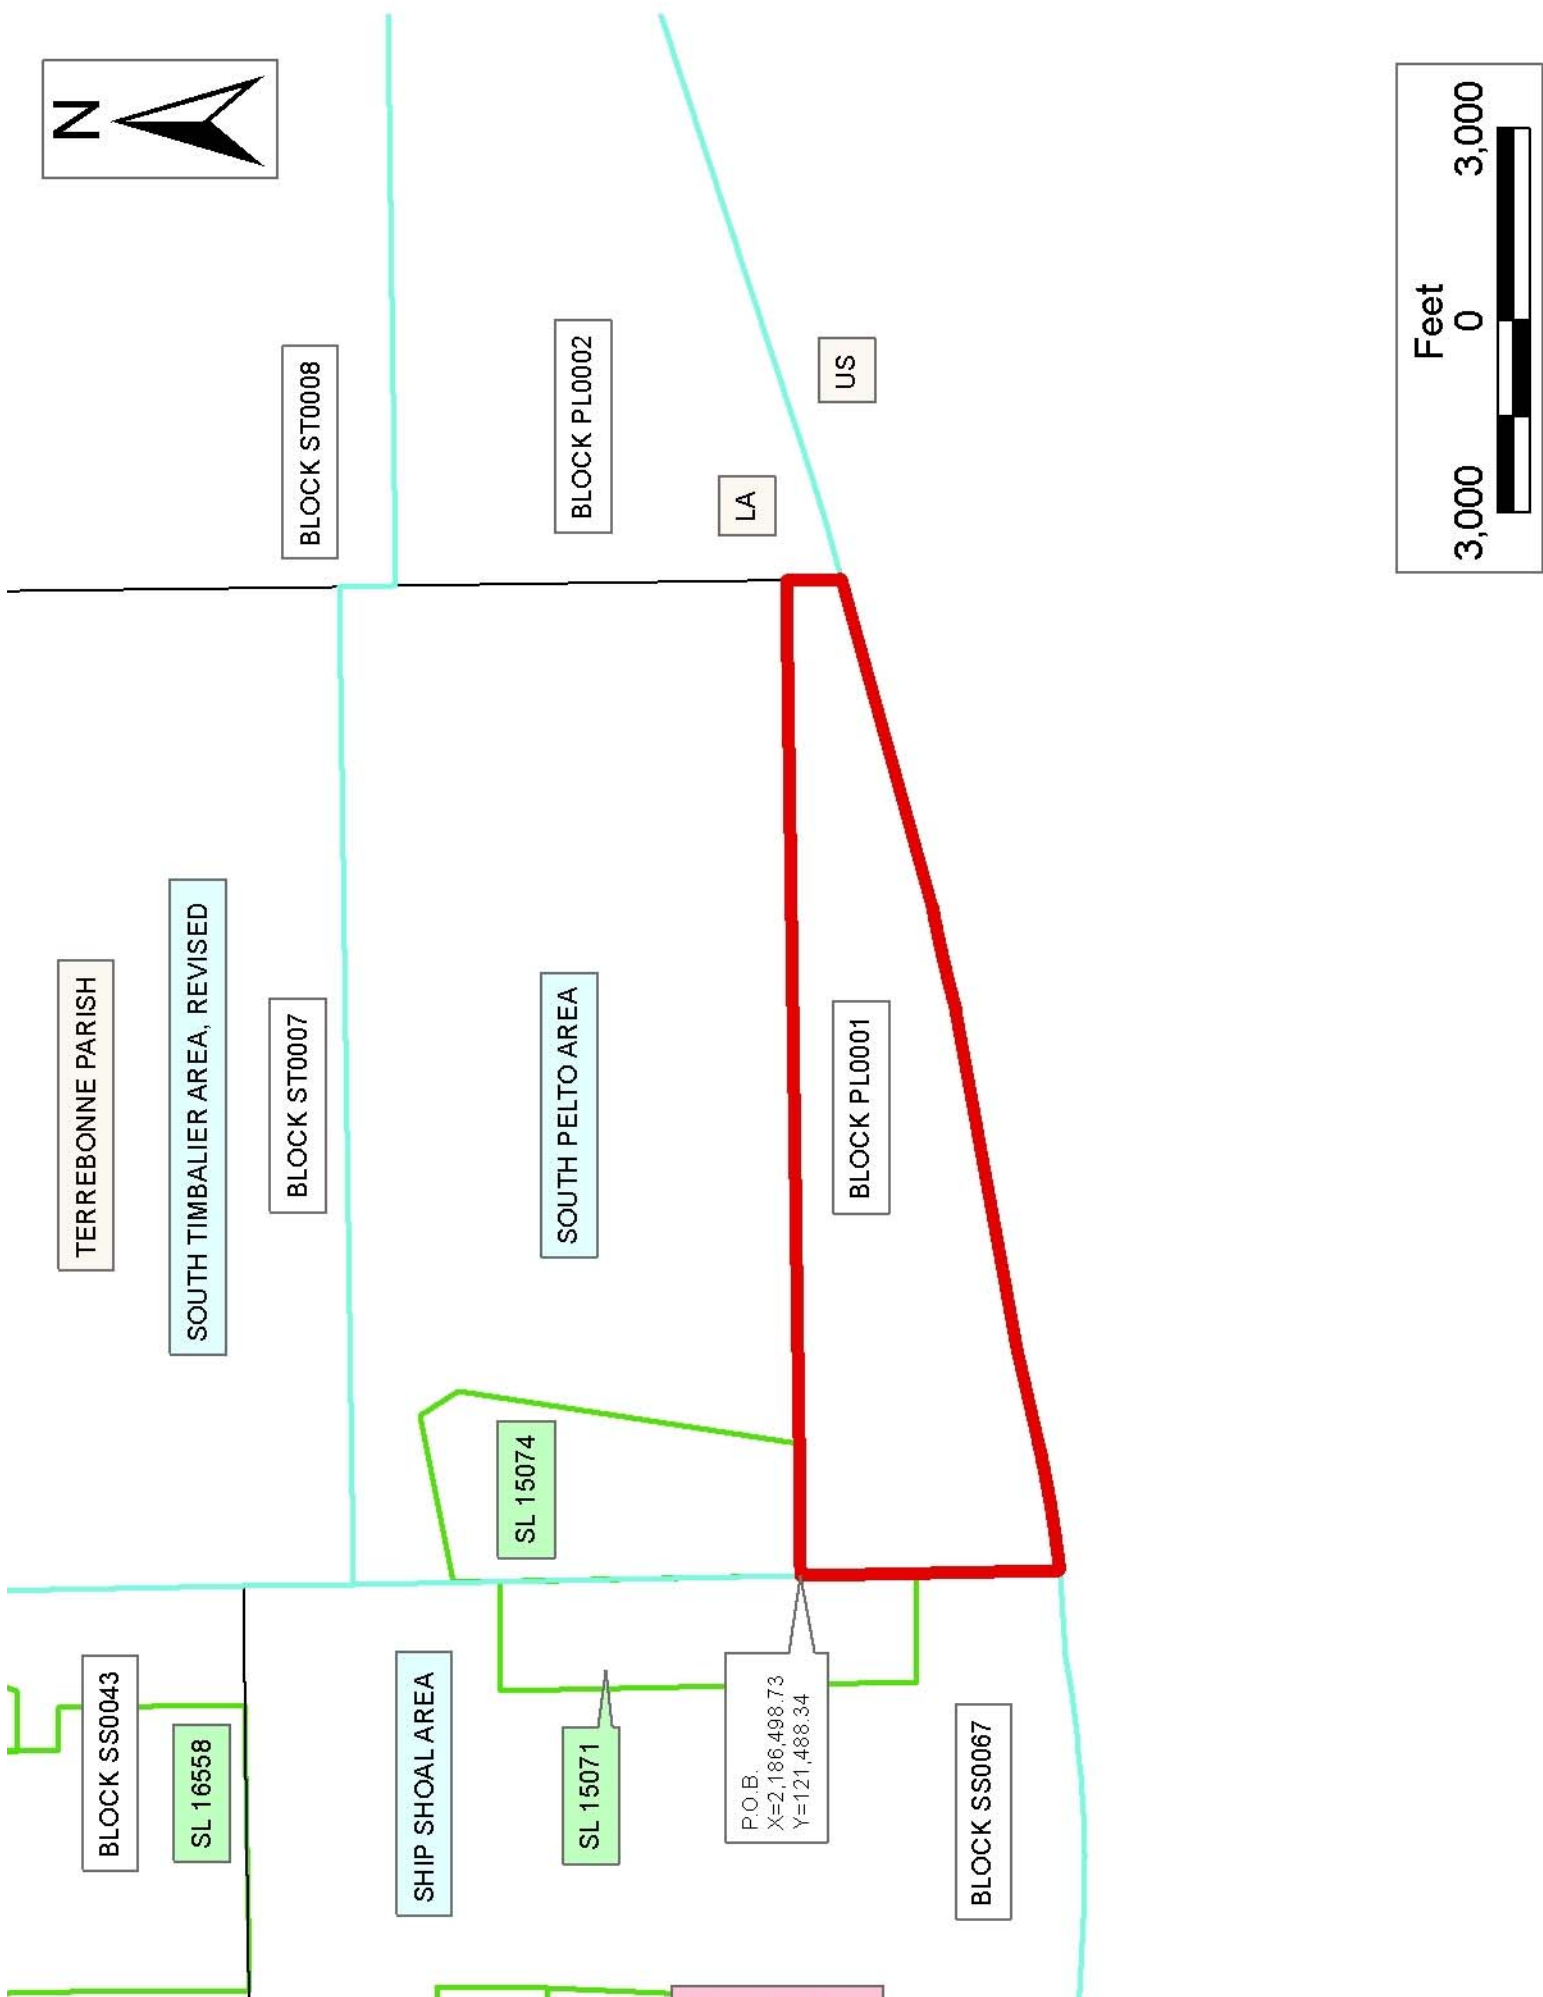 N
TERREBONNE PARISH
SOUTH TIMBALIER AREA, REVISED
BLOCK SS0043
SL 16558
BLOCK ST0007
BLOCK ST0008
SHIP SHOAL AREA
SL 15074
SOUTH PELTO AREA
BLOCK PL0002
SL 15071
LA
P.O.B.
X=2,186,498.73
Y=121,488.34
BLOCK PL0001
US
BLOCK SS0067
Feet
3,000 0 3,000